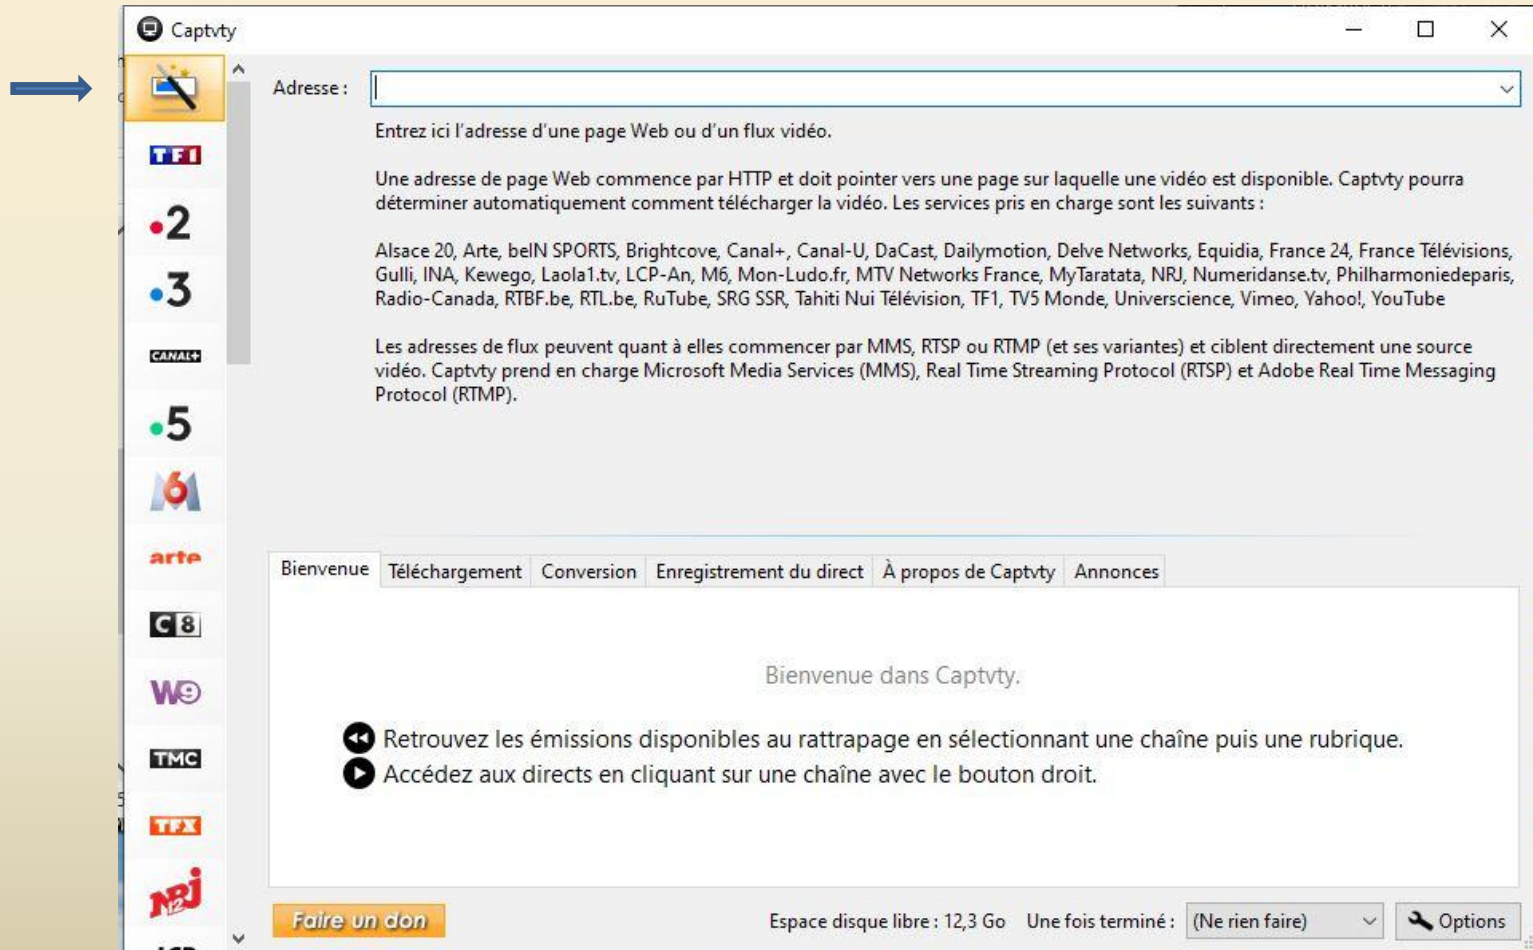 Captvty
Adresse :
Entrez ici l'adresse d'une page Web ou d'un flux vidéo.
Une adresse de page Web commence par HTTP et doit pointer vers une page sur laquelle une vidéo est disponible. Captvty pourra
déterminer automatiquement comment télécharger la vidéo. Les services pris en charge sont les suivants :
Alsace 20, Arte, beIN SPORTS, Brightcove, Canal+, Canal-U, DaCast, Dailymotion, Delve Networks, Equidia, France 24, France Télévisions,
Gulli, INA, Kewego, Laola1.tv, LCP-An, M6, Mon-Ludo.fr, MTV Networks France, MyTaratata, NRJ, Numeridanse.tv, Philharmoniedeparis,
Radio-Canada, RTBF.be, RTL.be, RuTube, SRG SSR, Tahiti Nui Télévision, TF1, TV5 Monde, Universcience, Vimeo, Yahoo!, YouTube
Les adresses de flux peuvent quant à elles commencer par MMS, RTSP ou RTMP (et ses variantes) et ciblent directement une source
vidéo. Captvty prend en charge Microsoft Media Services (MMS), Real Time Streaming Protocol (RTSP) et Adobe Real Time Messaging
Protocol (RTMP).
TF1
2
3
CANAL+
5
M6
arte
C8
W9
TMC
TFX
NRJ12
Bienvenue Téléchargement Conversion Enregistrement du direct À propos de Captvty Annonces
Bienvenue dans Captvty.
Retrouvez les émissions disponibles au rattrapage en sélectionnant une chaîne puis une rubrique.
Accédez aux directs en cliquant sur une chaîne avec le bouton droit.
Faire un don Espace disque libre : 12,3 Go Une fois terminé : (Ne rien faire) Options